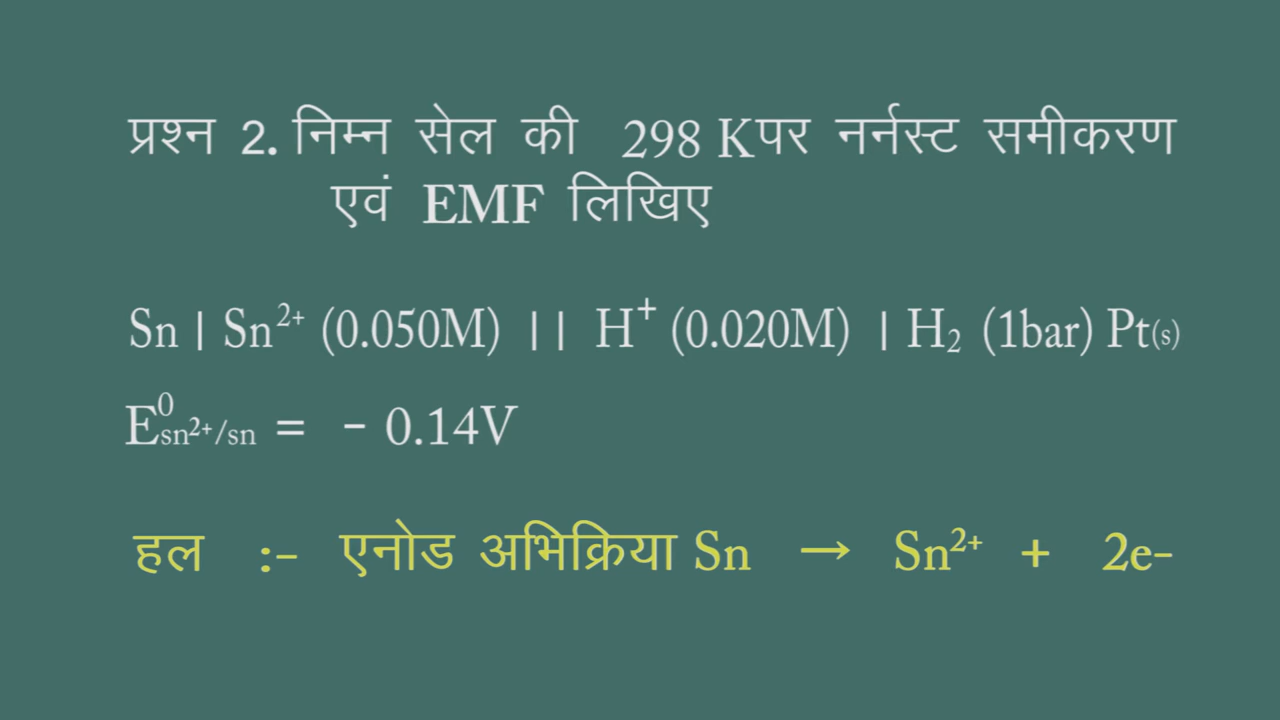 प्रश्न 2. निम्न सेल की 298 Kपर नर्नस्ट समीकरण
एवं EMF लिखिए
Sn | Sn²⁺ (0.050M) || H⁺ (0.020M) | H₂ (1bar) Pt(s)
E⁰sn²⁺/sn = - 0.14V
हल :- एनोड अभिक्रिया Sn → Sn²⁺ + 2e-